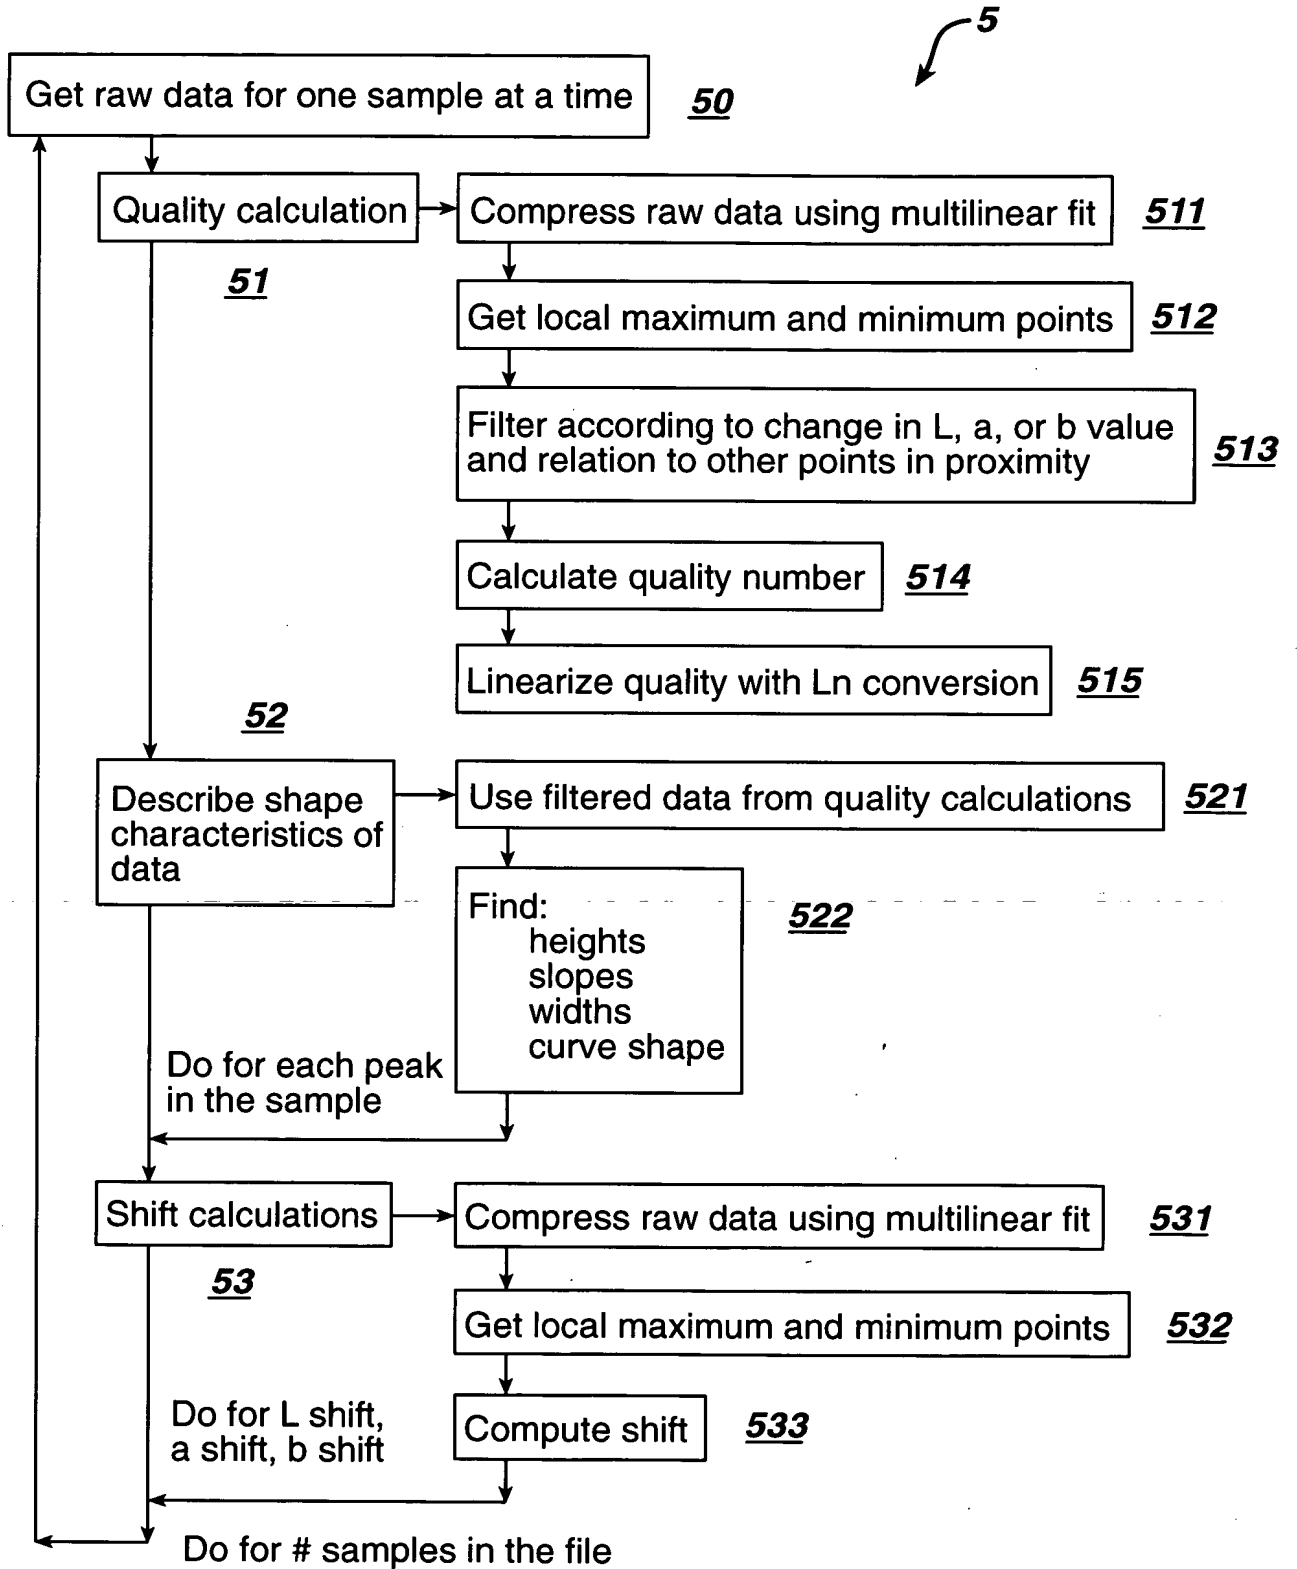 5
Get raw data for one sample at a time
50
Quality calculation
51
Compress raw data using multilinear fit
511
Get local maximum and minimum points
512
Filter according to change in L, a, or b value
and relation to other points in proximity
513
Calculate quality number
514
Linearize quality with Ln conversion
515
52
Describe shape
characteristics of
data
Use filtered data from quality calculations
521
Find:
heights
slopes
widths
curve shape
522
Do for each peak
in the sample
Shift calculations
53
Compress raw data using multilinear fit
531
Get local maximum and minimum points
532
Compute shift
533
Do for L shift,
a shift, b shift
Do for # samples in the file